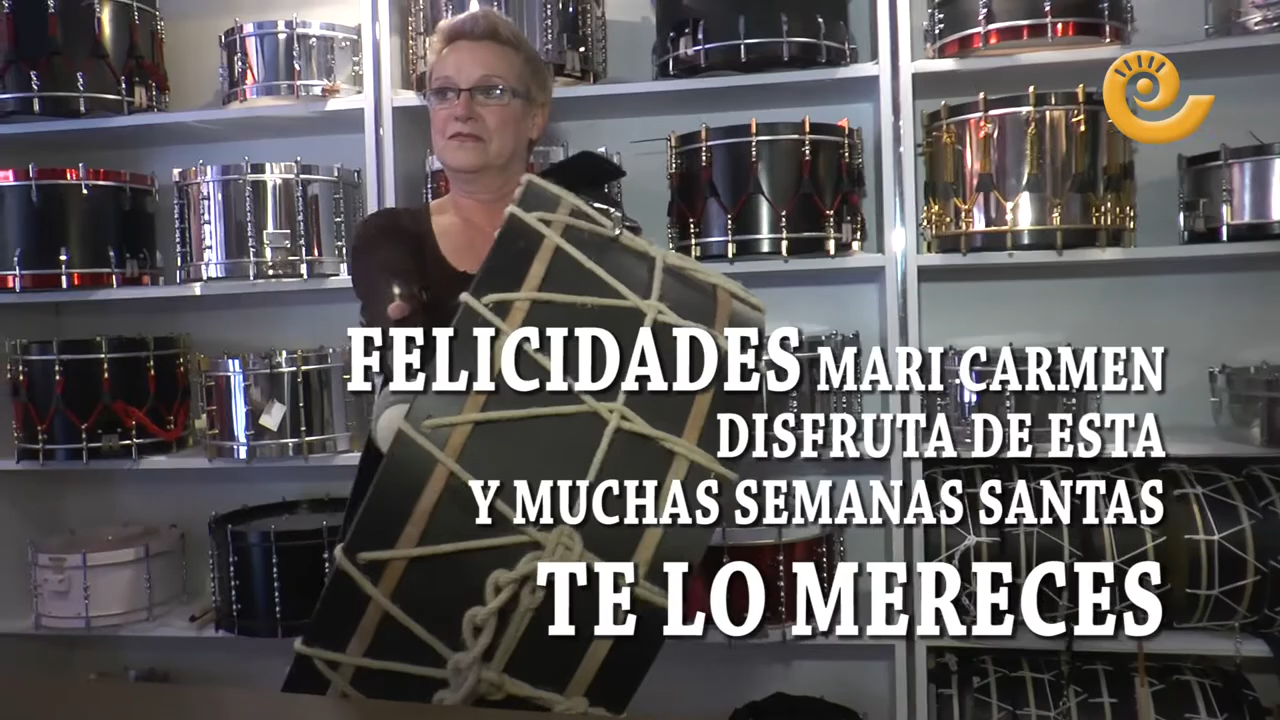 FELICIDADES MARI CARMEN
DISFRUTA DE ESTA
Y MUCHAS SEMANAS SANTAS
TE LO MERECES